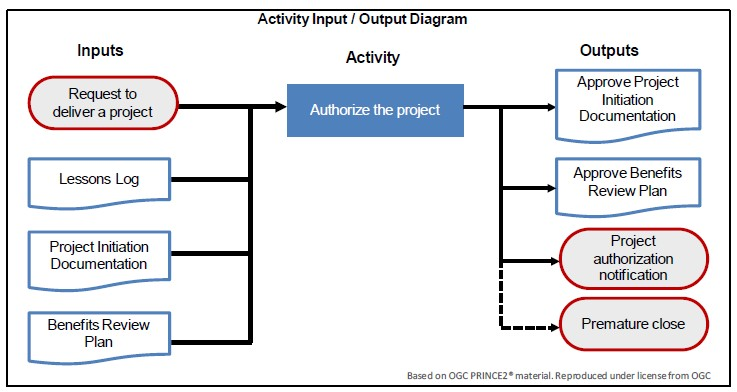 Activity Input / Output Diagram
Inputs
Activity
Outputs
Request to
deliver a project
Lessons Log
Project Initiation
Documentation
Benefits Review
Plan
Authorize the project
Approve Project
Initiation
Documentation
Approve Benefits
Review Plan
Project
authorization
notification
Premature close
Based on OGC PRINCE2® material. Reproduced under license from OGC